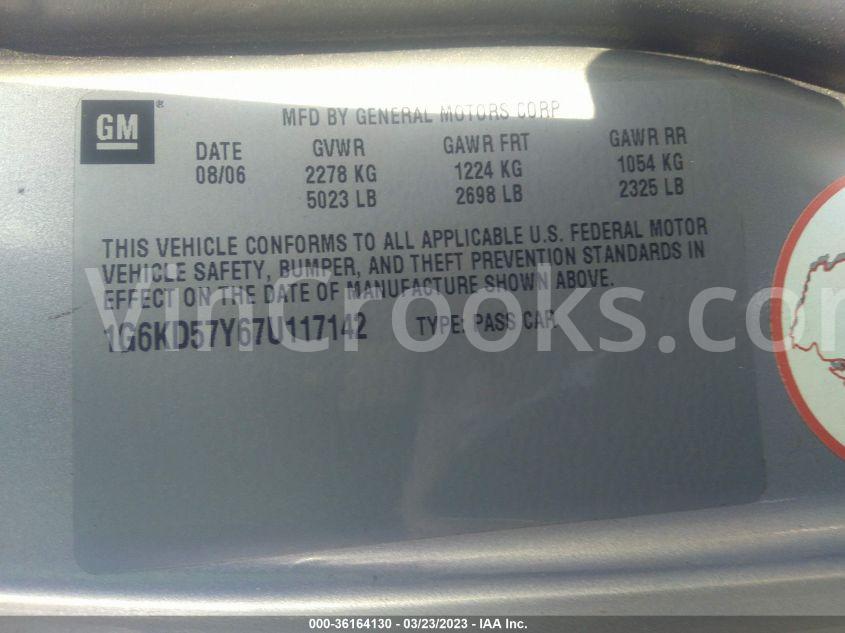 GM ®
MFD BY GENERAL MOTORS CORP
DATE GVWR GAWR FRT GAWR RR
08/06 2278 KG 1224 KG 1054 KG
5023 LB 2698 LB 2325 LB
THIS VEHICLE CONFORMS TO ALL APPLICABLE U.S. FEDERAL MOTOR
VEHICLE SAFETY, BUMPER, AND THEFT PREVENTION STANDARDS IN
EFFECT ON THE DATE OF MANUFACTURE SHOWN ABOVE.
VinCrooks.com
1G6KD57Y67U117142 TYPE: PASS CAR
000-36164130 - 03/23/2023 - IAA Inc.